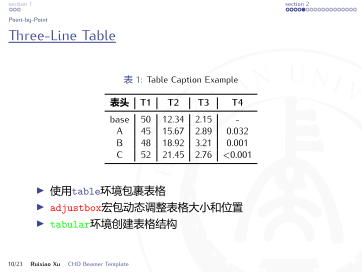 section 1
section 2
Point-by-Point
Three-Line Table
表 1: Table Caption Example
表头 T1 T2 T3 T4
base 50 12.34 2.15 -
A 45 15.67 2.89 0.032
B 48 18.92 3.21 0.001
C 52 21.45 2.76 <0.001
使用table环境包裹表格
adjustbox宏包动态调整表格大小和位置
tabular环境创建表格结构
10/23 Ruixiao Xu CHD Beamer Template